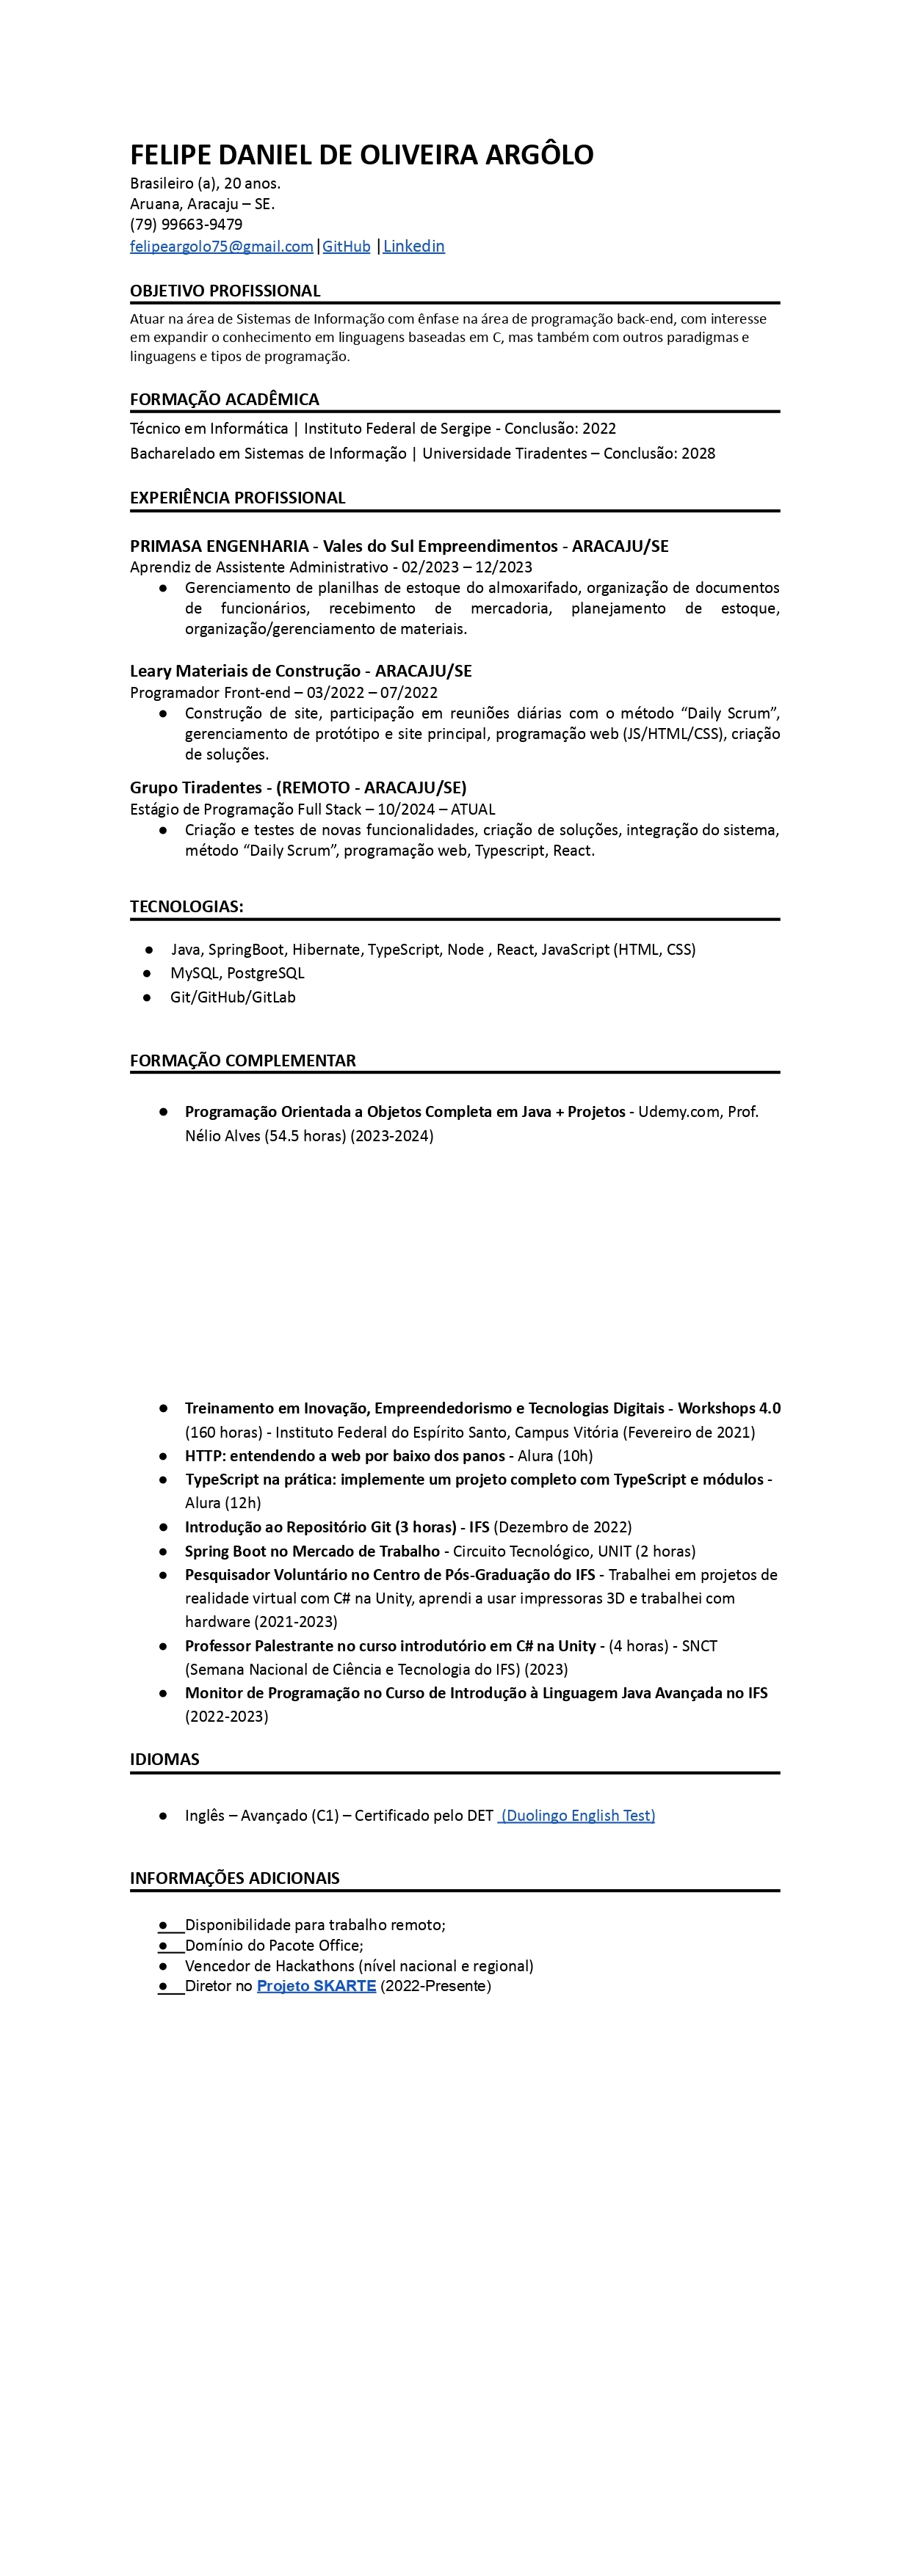 FELIPE DANIEL DE OLIVEIRA ARGÔLO
Brasileiro (a), 20 anos.
Aruana, Aracaju – SE.
(79) 99663-9479
felipeargolo75@gmail.com|GitHub |Linkedin
OBJETIVO PROFISSIONAL
Atuar na área de Sistemas de Informação com ênfase na área de programação back-end, com interesse
em expandir o conhecimento em linguagens baseadas em C, mas também com outros paradigmas e
linguagens e tipos de programação.
FORMAÇÃO ACADÊMICA
Técnico em Informática | Instituto Federal de Sergipe - Conclusão: 2022
Bacharelado em Sistemas de Informação | Universidade Tiradentes – Conclusão: 2028
EXPERIÊNCIA PROFISSIONAL
PRIMASA ENGENHARIA - Vales do Sul Empreendimentos - ARACAJU/SE
Aprendiz de Assistente Administrativo - 02/2023 – 12/2023
● Gerenciamento de planilhas de estoque do almoxarifado, organização de documentos
de funcionários, recebimento de mercadoria, planejamento de estoque,
organização/gerenciamento de materiais.
Leary Materiais de Construção - ARACAJU/SE
Programador Front-end – 03/2022 – 07/2022
● Construção de site, participação em reuniões diárias com o método “Daily Scrum”,
gerenciamento de protótipo e site principal, programação web (JS/HTML/CSS), criação
de soluções.
Grupo Tiradentes - (REMOTO - ARACAJU/SE)
Estágio de Programação Full Stack – 10/2024 – ATUAL
● Criação e testes de novas funcionalidades, criação de soluções, integração do sistema,
método “Daily Scrum”, programação web, Typescript, React.
TECNOLOGIAS:
● Java, SpringBoot, Hibernate, TypeScript, Node , React, JavaScript (HTML, CSS)
● MySQL, PostgreSQL
● Git/GitHub/GitLab
FORMAÇÃO COMPLEMENTAR
● Programação Orientada a Objetos Completa em Java + Projetos - Udemy.com, Prof.
Nélio Alves (54.5 horas) (2023-2024)
● Treinamento em Inovação, Empreendedorismo e Tecnologias Digitais - Workshops 4.0
(160 horas) - Instituto Federal do Espírito Santo, Campus Vitória (Fevereiro de 2021)
● HTTP: entendendo a web por baixo dos panos - Alura (10h)
● TypeScript na prática: implemente um projeto completo com TypeScript e módulos -
Alura (12h)
● Introdução ao Repositório Git (3 horas) - IFS (Dezembro de 2022)
● Spring Boot no Mercado de Trabalho - Circuito Tecnológico, UNIT (2 horas)
● Pesquisador Voluntário no Centro de Pós-Graduação do IFS - Trabalhei em projetos de
realidade virtual com C# na Unity, aprendi a usar impressoras 3D e trabalhei com
hardware (2021-2023)
● Professor Palestrante no curso introdutório em C# na Unity - (4 horas) - SNCT
(Semana Nacional de Ciência e Tecnologia do IFS) (2023)
● Monitor de Programação no Curso de Introdução à Linguagem Java Avançada no IFS
(2022-2023)
IDIOMAS
● Inglês – Avançado (C1) – Certificado pelo DET (Duolingo English Test)
INFORMAÇÕES ADICIONAIS
● Disponibilidade para trabalho remoto;
● Domínio do Pacote Office;
● Vencedor de Hackathons (nível nacional e regional)
● Diretor no Projeto SKARTE (2022-Presente)